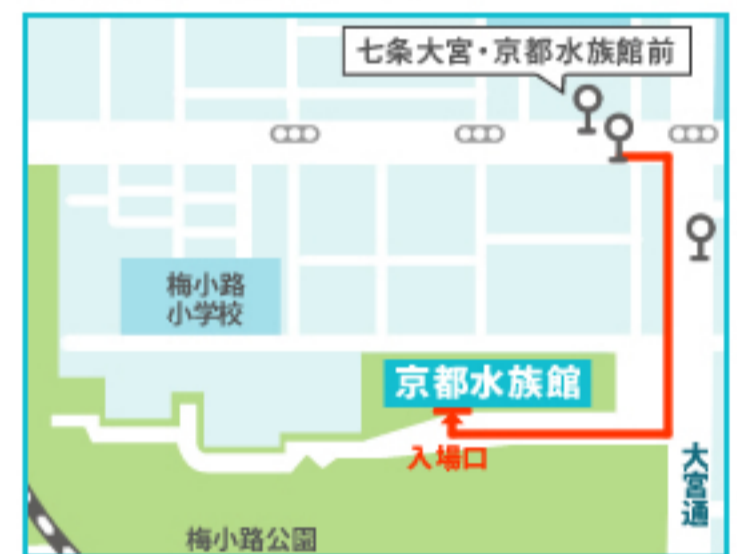 七条大宮・京都水族館前
梅小路
小学校
京都水族館
入場口
大宮通
梅小路公園